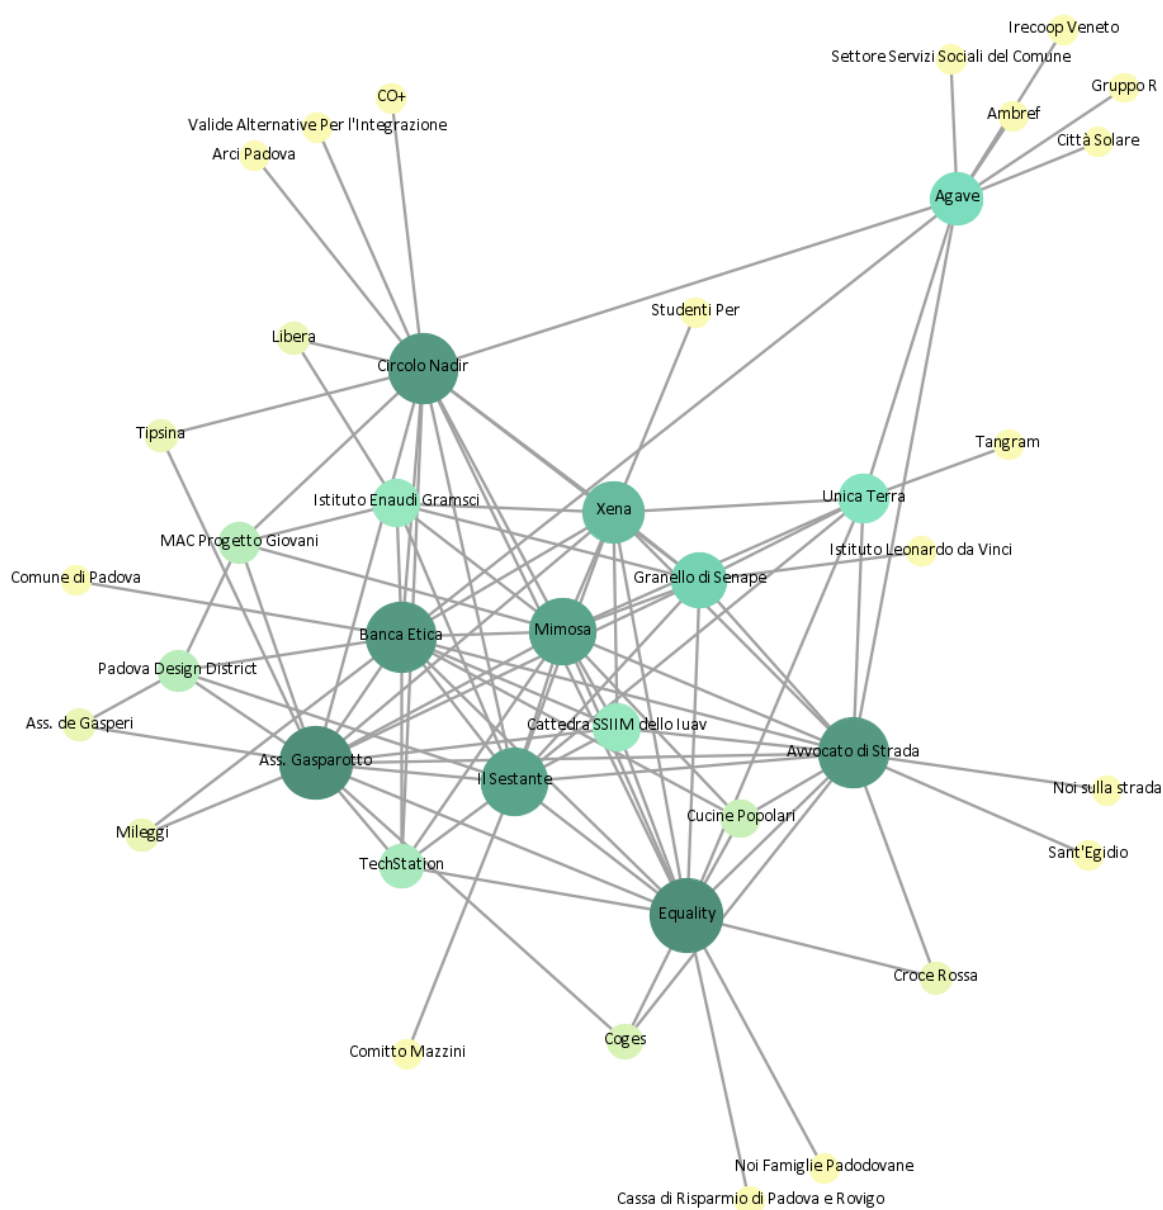 Irecoop Veneto
Settore Servizi Sociali del Comune
Gruppo R
CO+
Ambref
Valide Alternative Per l'Integrazione
Città Solare
Arci Padova
Agave
Studenti Per
Libera
Circolo Nadir
Tipsina
Tangram
Istituto Enaudi Gramsci
Unica Terra
Xena
MAC Progetto Giovani
Istituto Leonardo da Vinci
Comune di Padova
Granello di Senape
Banca Etica
Mimosa
Padova Design District
Ass. de Gasperi
Cattedra SSIIM dello Iuav
Avvocato di Strada
Ass. Gasparotto
Il Sestante
Noi sulla strada
Cucine Popolari
Mileggi
Sant'Egidio
TechStation
Equality
Croce Rossa
Coges
Comitto Mazzini
Noi Famiglie Padodovane
Cassa di Risparmio di Padova e Rovigo